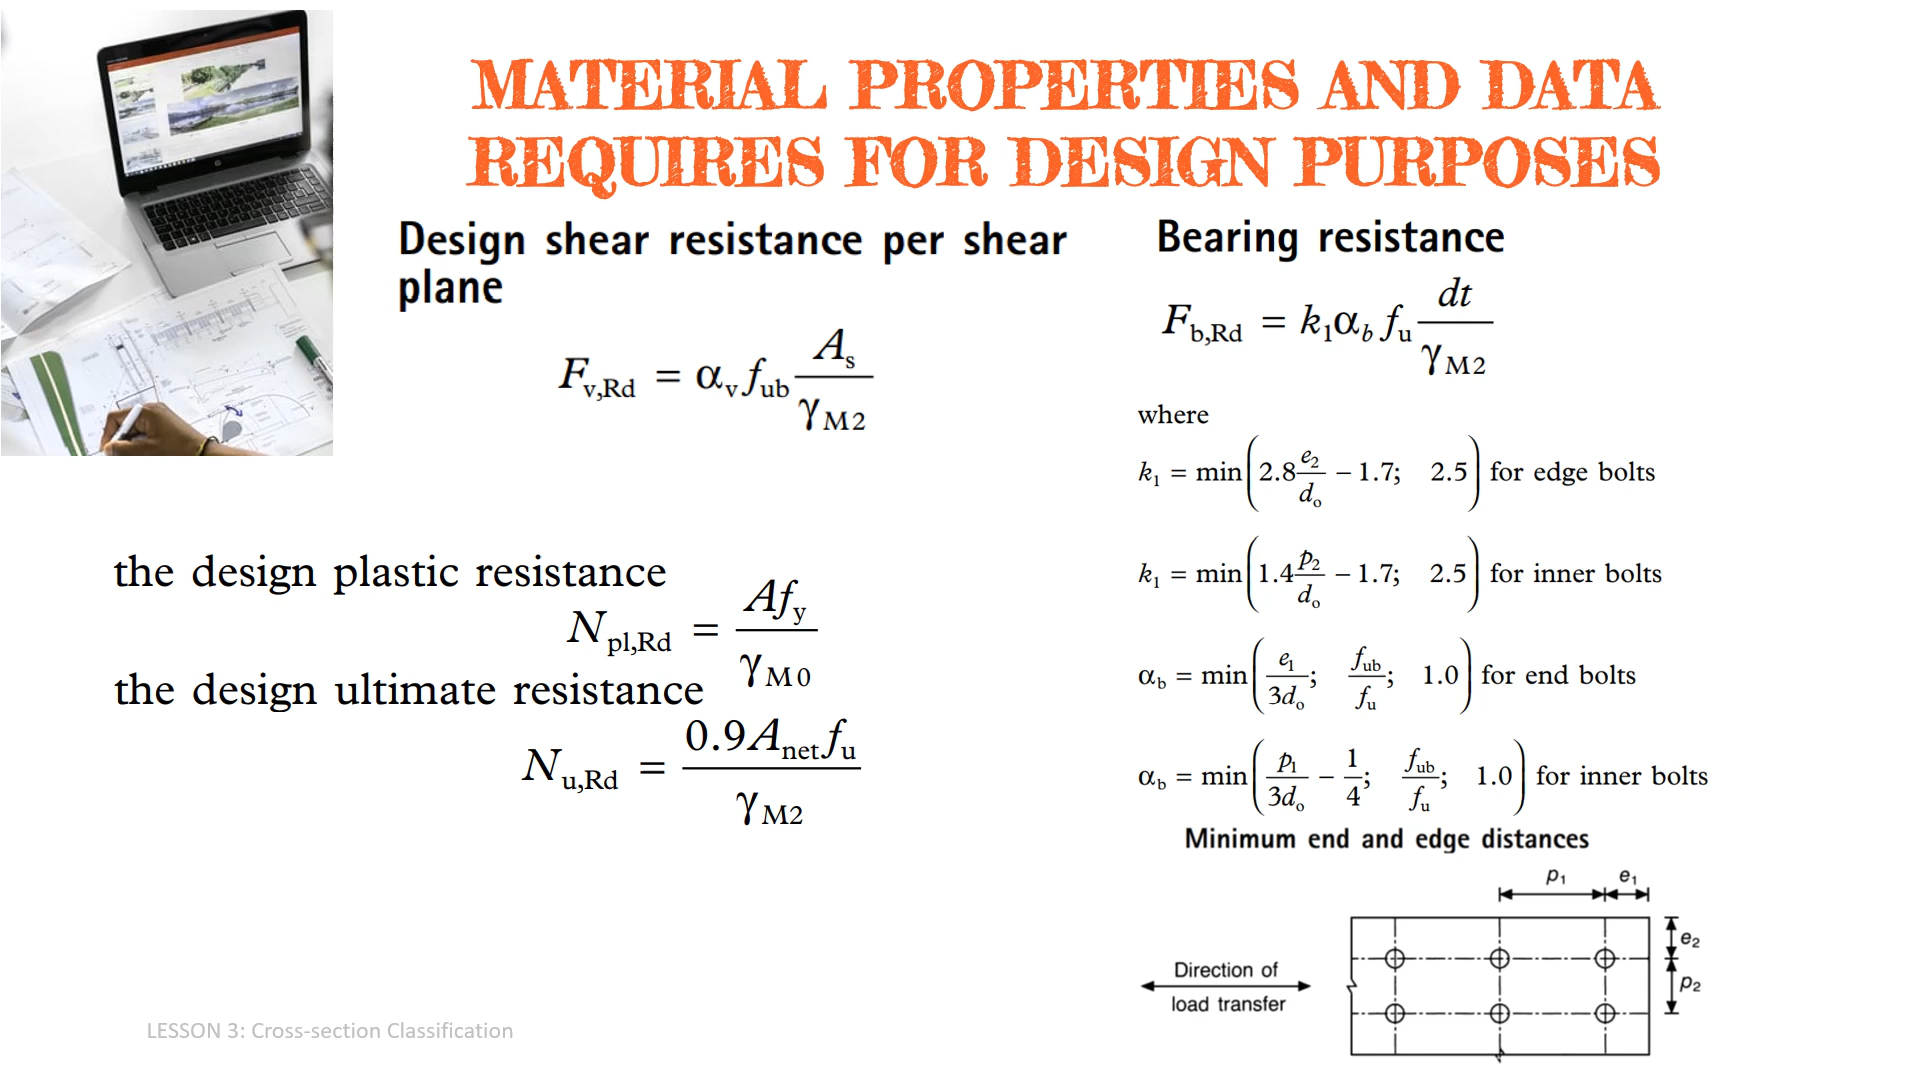 MATERIAL PROPERTIES AND DATA
REQUIRES FOR DESIGN PURPOSES
Design shear resistance per shear
plane
F_v,Rd = α_v f_ub A_s / γ_M2
the design plastic resistance
N_pl,Rd = A f_y / γ_M0
the design ultimate resistance
N_u,Rd = 0.9 A_net f_u / γ_M2
Bearing resistance
F_b,Rd = k_1 α_b f_u dt / γ_M2
where
k_1 = min(2.8 e_2 / d_o − 1.7; 2.5) for edge bolts
k_1 = min(1.4 p_2 / d_o − 1.7; 2.5) for inner bolts
α_b = min(e_1 / 3d_o; f_ub / f_u; 1.0) for end bolts
α_b = min(p_1 / 3d_o − 1/4; f_ub / f_u; 1.0) for inner bolts
Minimum end and edge distances
p_1 e_1
e_2
p_2
Direction of
load transfer
LESSON 3: Cross-section Classification